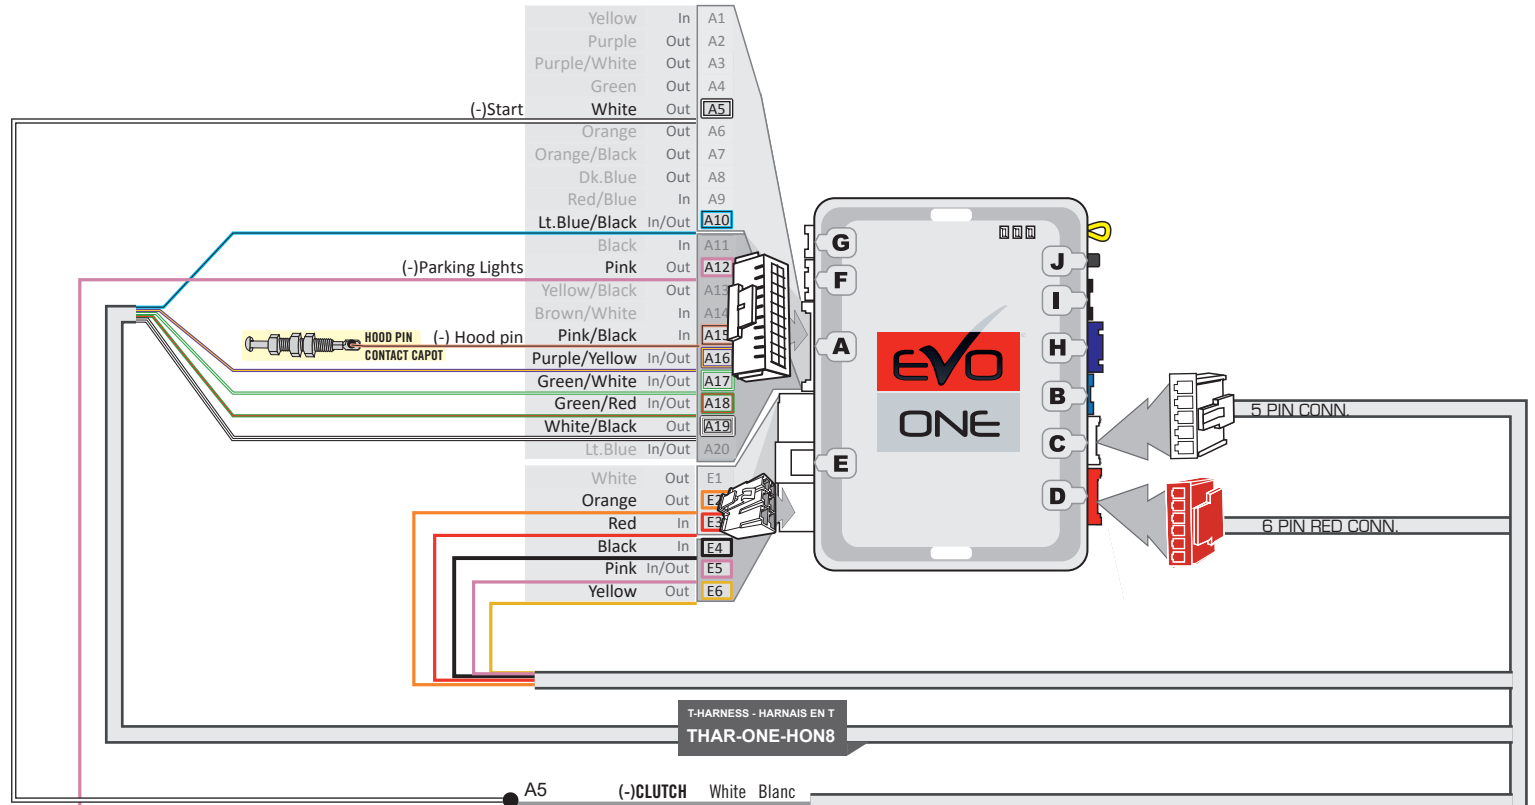 Yellow In A1
Purple Out A2
Purple/White Out A3
Green Out A4
(-)Start White Out A5
Orange Out A6
Orange/Black Out A7
Dk.Blue Out A8
Red/Blue In A9
Lt.Blue/Black In/Out A10
Black In A11
(-)Parking Lights Pink Out A12
Yellow/Black Out A13
Brown/White In A14
HOOD PIN (-) Hood pin Pink/Black In A15
CONTACT CAPOT
Purple/Yellow In/Out A16
Green/White In/Out A17
Green/Red In/Out A18
White/Black Out A19
Lt.Blue In/Out A20
White Out E1
Orange Out E2
Red In E3
Black In E4
Pink In/Out E5
Yellow Out E6
G
F
A
E
J
I
H
B
C
D
EVO
ONE
5 PIN CONN.
6 PIN RED CONN.
T-HARNESS - HARNAIS EN T
THAR-ONE-HON8
A5 (-)CLUTCH White Blanc